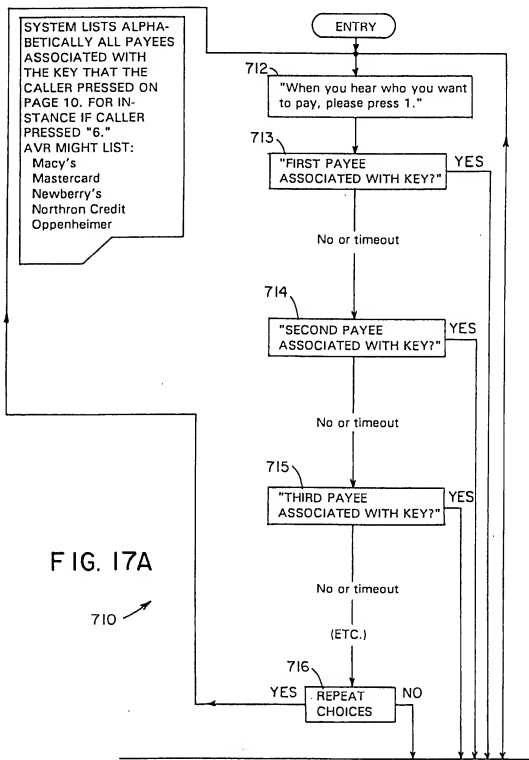 SYSTEM LISTS ALPHA-
BETICALLY ALL PAYEES
ASSOCIATED WITH
THE KEY THAT THE
CALLER PRESSED ON
PAGE 10. FOR IN-
STANCE IF CALLER
PRESSED "6."
AVR MIGHT LIST:
Macy's
Mastercard
Newberry's
Northron Credit
Oppenheimer
ENTRY
712
"When you hear who you want
to pay, please press 1."
713
"FIRST PAYEE
ASSOCIATED WITH KEY?"
YES
No or timeout
714
"SECOND PAYEE
ASSOCIATED WITH KEY?"
YES
No or timeout
715
"THIRD PAYEE
ASSOCIATED WITH KEY?"
YES
No or timeout
(ETC.)
716
YES
REPEAT
CHOICES
NO
FIG. 17A
710